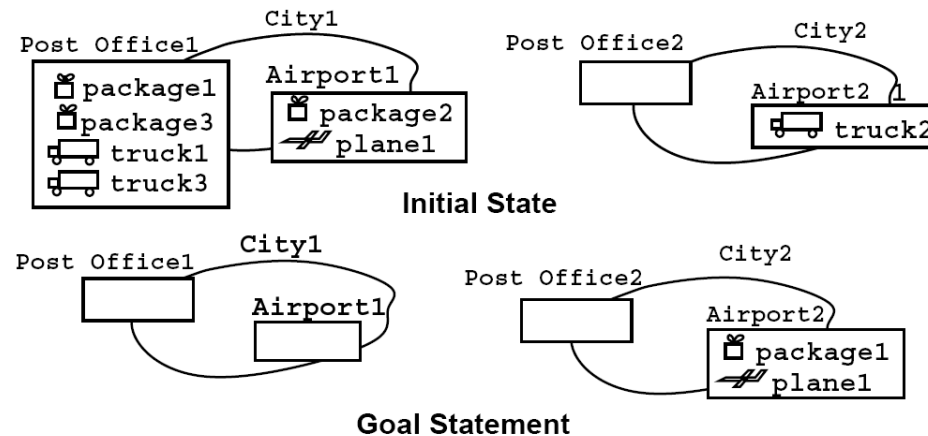 City1
Post Office1
package1
package3
truck1
truck3
Airport1
package2
plane1
City2
Post Office2
Airport2 1
truck2
Initial State
City1
Post Office1
Airport1
City2
Post Office2
Airport2
package1
plane1
Goal Statement